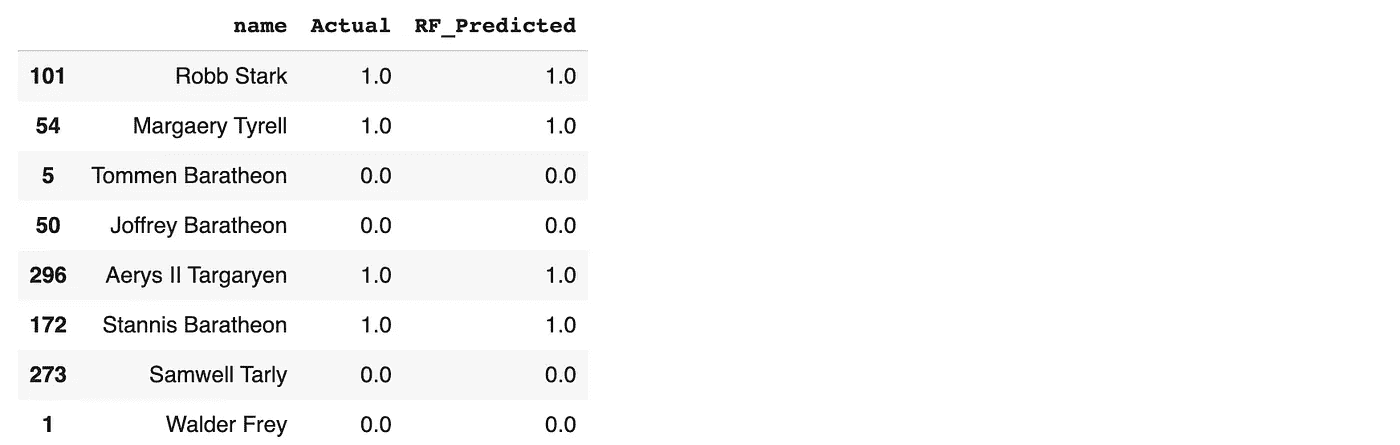 name Actual RF_Predicted
101 Robb Stark 1.0 1.0
54 Margaery Tyrell 1.0 1.0
5 Tommen Baratheon 0.0 0.0
50 Joffrey Baratheon 0.0 0.0
296 Aerys II Targaryen 1.0 1.0
172 Stannis Baratheon 1.0 1.0
273 Samwell Tarly 0.0 0.0
1 Walder Frey 0.0 0.0